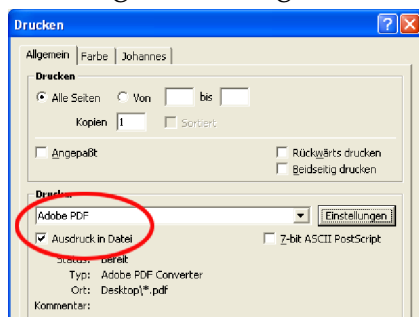 Drucken
Allgemein Farbe Johannes
Drucken
Alle Seiten Von bis
Kopien 1 Sortiert
Angepaßt Rückwärts drucken
Beidseitig drucken
Drucker
Adobe PDF Einstellungen
Ausdruck in Datei 7-bit ASCII PostScript
Status: Bereit
Typ: Adobe PDF Converter
Ort: Desktop\*.pdf
Kommentar: